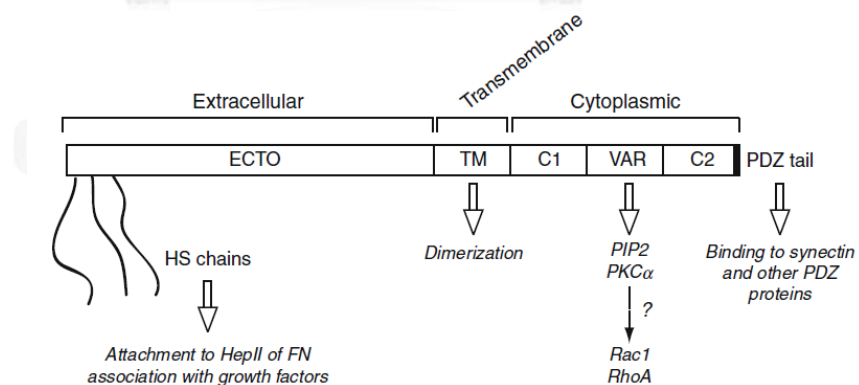 Transmembrane
Extracellular
Cytoplasmic
ECTO
TM
C1
VAR
C2
PDZ tail
HS chains
Dimerization
PIP2
PKCα
?
Rac1
RhoA
Binding to synectin
and other PDZ
proteins
Attachment to HepII of FN
association with growth factors